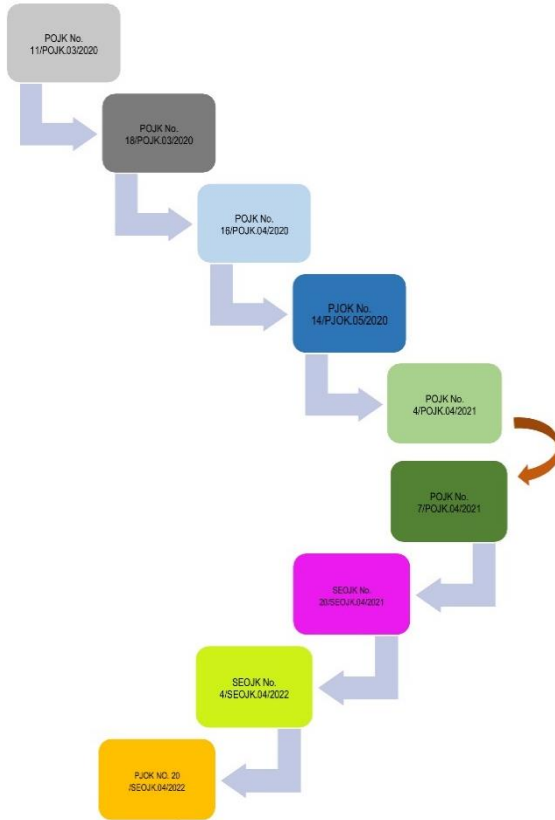 POJK No.
11/POJK.03/2020
POJK No.
18/POJK.03/2020
POJK No.
16/POJK.04/2020
PJOK No.
14/PJOK.05/2020
POJK No.
4/POJK.04/2021
POJK No.
7/POJK.04/2021
SEOJK No.
20/SEOJK.04/2021
SEOJK No.
4/SEOJK.04/2022
PJOK NO. 20
/SEOJK.04/2022